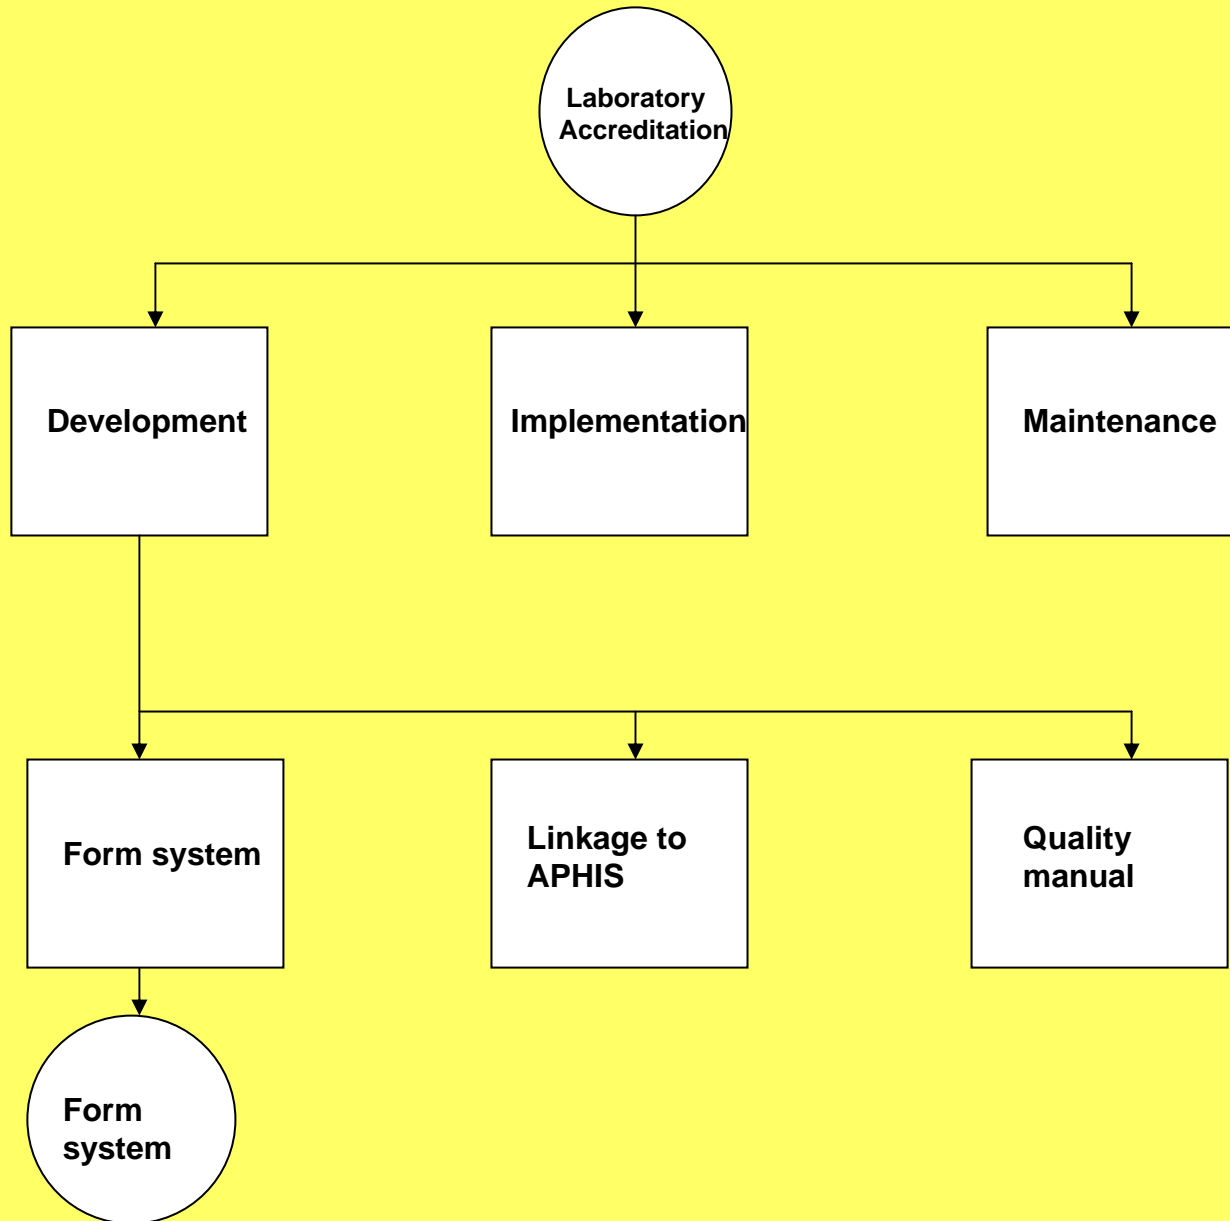 Laboratory
Accreditation
Development
Implementation
Maintenance
Form system
Linkage to
APHIS
Quality
manual
Form
system